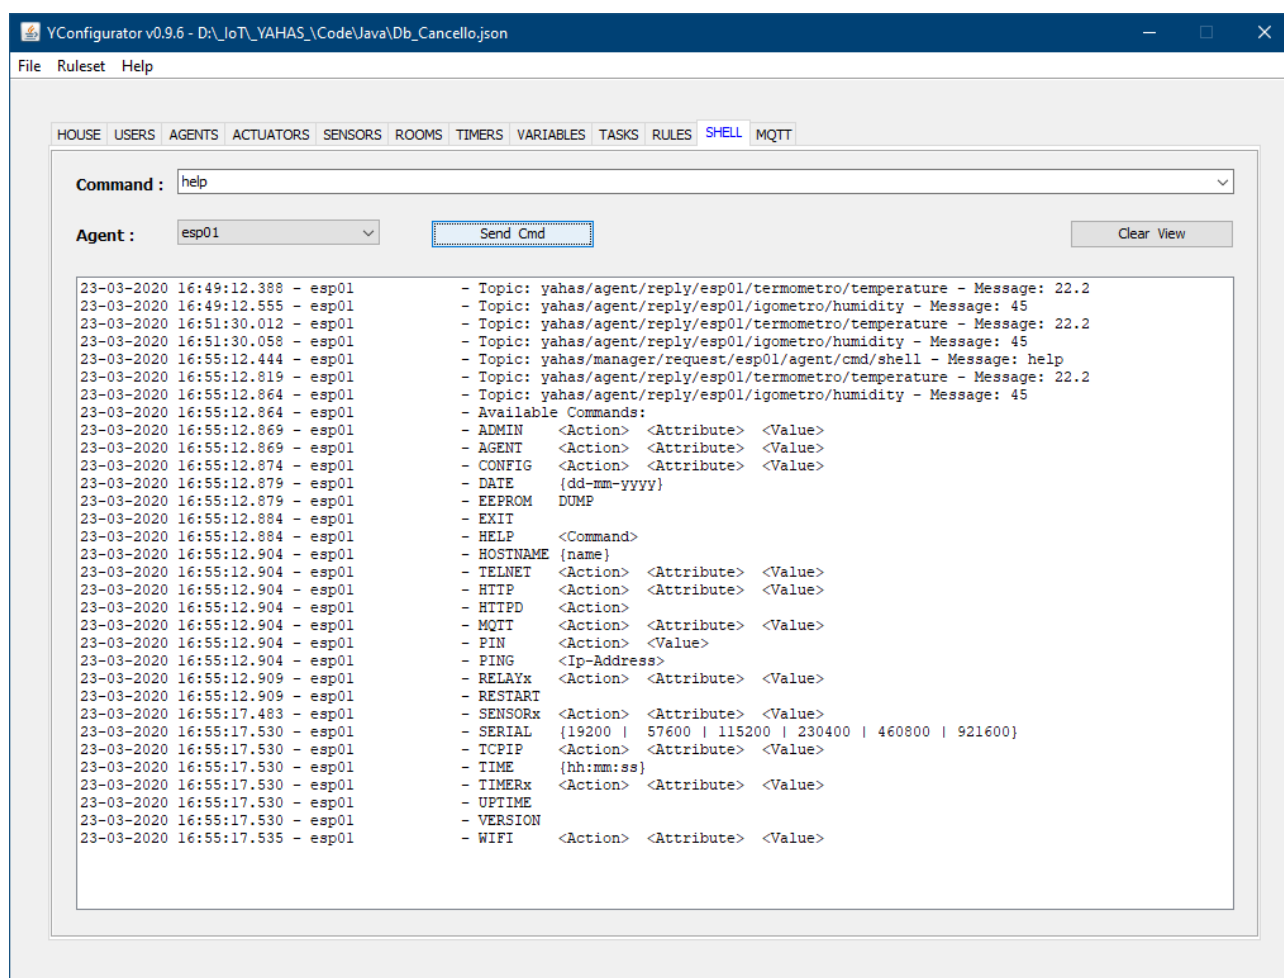 YConfigurator v0.9.6 - D:\_IoT\_YAHAS_\Code\Java\Db_Cancello.json
File Ruleset Help
HOUSE USERS AGENTS ACTUATORS SENSORS ROOMS TIMERS VARIABLES TASKS RULES SHELL MQTT
Command : help
Agent : esp01 Send Cmd Clear View
23-03-2020 16:49:12.388 - esp01 - Topic: yahas/agent/reply/esp01/termometro/temperature - Message: 22.2
23-03-2020 16:49:12.555 - esp01 - Topic: yahas/agent/reply/esp01/igometro/humidity - Message: 45
23-03-2020 16:51:30.012 - esp01 - Topic: yahas/agent/reply/esp01/termometro/temperature - Message: 22.2
23-03-2020 16:51:30.058 - esp01 - Topic: yahas/agent/reply/esp01/igometro/humidity - Message: 45
23-03-2020 16:55:12.444 - esp01 - Topic: yahas/manager/request/esp01/agent/cmd/shell - Message: help
23-03-2020 16:55:12.819 - esp01 - Topic: yahas/agent/reply/esp01/termometro/temperature - Message: 22.2
23-03-2020 16:55:12.864 - esp01 - Topic: yahas/agent/reply/esp01/igometro/humidity - Message: 45
23-03-2020 16:55:12.864 - esp01 - Available Commands:
23-03-2020 16:55:12.869 - esp01 - ADMIN <Action> <Attribute> <Value>
23-03-2020 16:55:12.869 - esp01 - AGENT <Action> <Attribute> <Value>
23-03-2020 16:55:12.874 - esp01 - CONFIG <Action> <Attribute> <Value>
23-03-2020 16:55:12.879 - esp01 - DATE {dd-mm-yyyy}
23-03-2020 16:55:12.879 - esp01 - EEPROM DUMP
23-03-2020 16:55:12.884 - esp01 - EXIT
23-03-2020 16:55:12.884 - esp01 - HELP <Command>
23-03-2020 16:55:12.904 - esp01 - HOSTNAME {name}
23-03-2020 16:55:12.904 - esp01 - TELNET <Action> <Attribute> <Value>
23-03-2020 16:55:12.904 - esp01 - HTTP <Action> <Attribute> <Value>
23-03-2020 16:55:12.904 - esp01 - HTTPD <Action>
23-03-2020 16:55:12.904 - esp01 - MQTT <Action> <Attribute> <Value>
23-03-2020 16:55:12.904 - esp01 - PIN <Action> <Value>
23-03-2020 16:55:12.904 - esp01 - PING <Ip-Address>
23-03-2020 16:55:12.909 - esp01 - RELAYx <Action> <Attribute> <Value>
23-03-2020 16:55:12.909 - esp01 - RESTART
23-03-2020 16:55:17.483 - esp01 - SENSORx <Action> <Attribute> <Value>
23-03-2020 16:55:17.530 - esp01 - SERIAL {19200 | 57600 | 115200 | 230400 | 460800 | 921600}
23-03-2020 16:55:17.530 - esp01 - TCPIP <Action> <Attribute> <Value>
23-03-2020 16:55:17.530 - esp01 - TIME {hh:mm:ss}
23-03-2020 16:55:17.530 - esp01 - TIMERx <Action> <Attribute> <Value>
23-03-2020 16:55:17.530 - esp01 - UPTIME
23-03-2020 16:55:17.530 - esp01 - VERSION
23-03-2020 16:55:17.535 - esp01 - WIFI <Action> <Attribute> <Value>